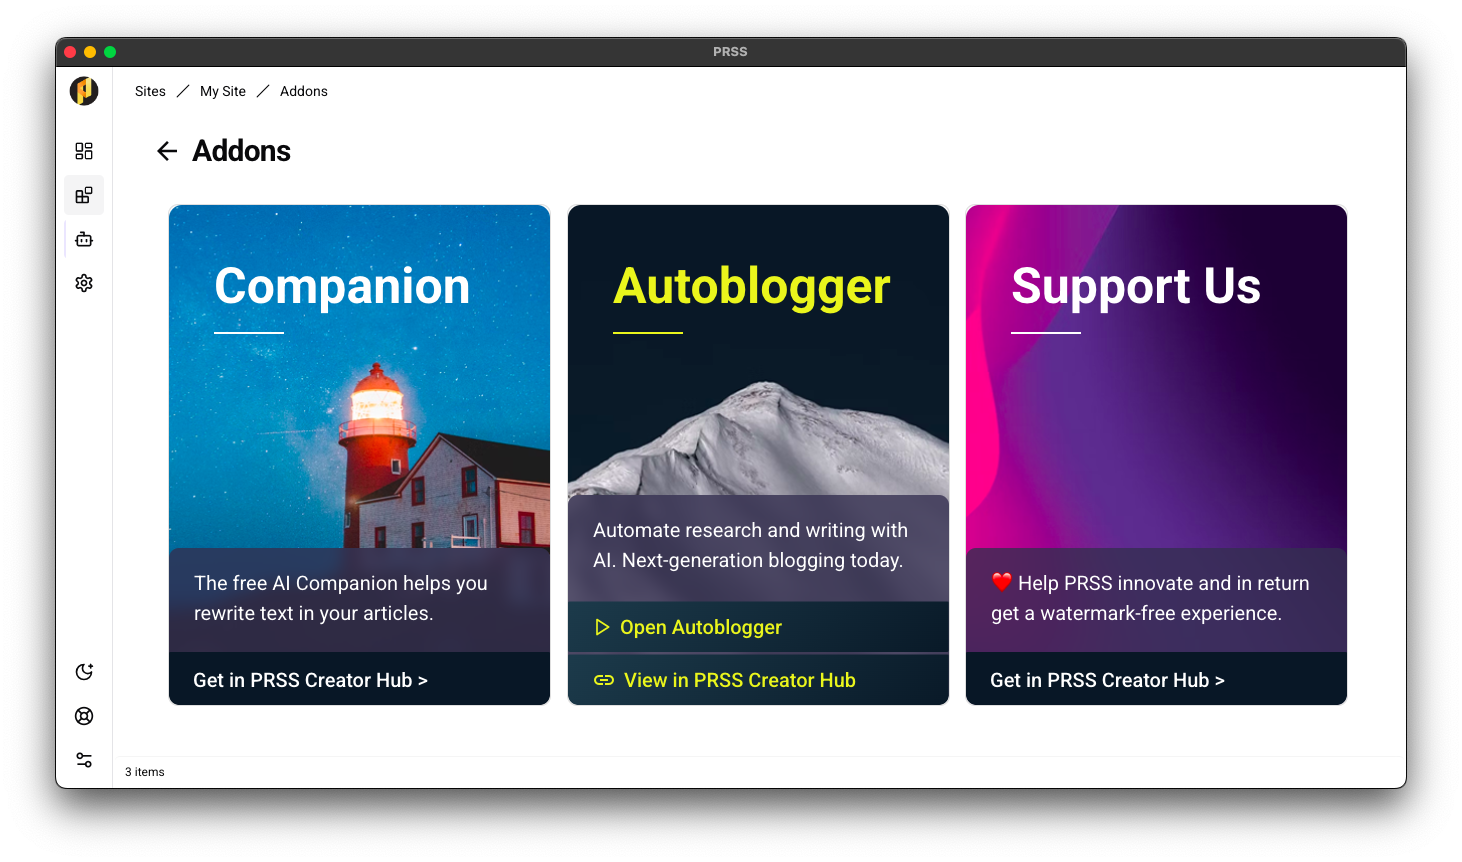 PRSS
Sites / My Site / Addons
Addons
Companion
The free AI Companion helps you
rewrite text in your articles.
Get in PRSS Creator Hub >
Autoblogger
Automate research and writing with
AI. Next-generation blogging today.
Open Autoblogger
View in PRSS Creator Hub
Support Us
❤️ Help PRSS innovate and in return
get a watermark-free experience.
Get in PRSS Creator Hub >
3 items